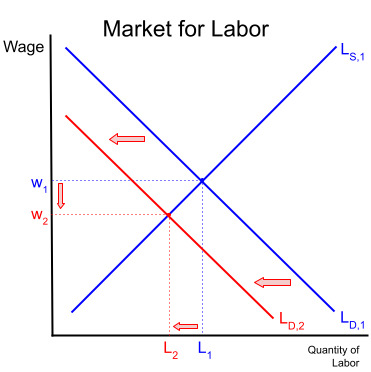 Market for Labor
Wage
L_S,1
w_1
w_2
L_D,2
L_D,1
L_2
L_1
Quantity of
Labor